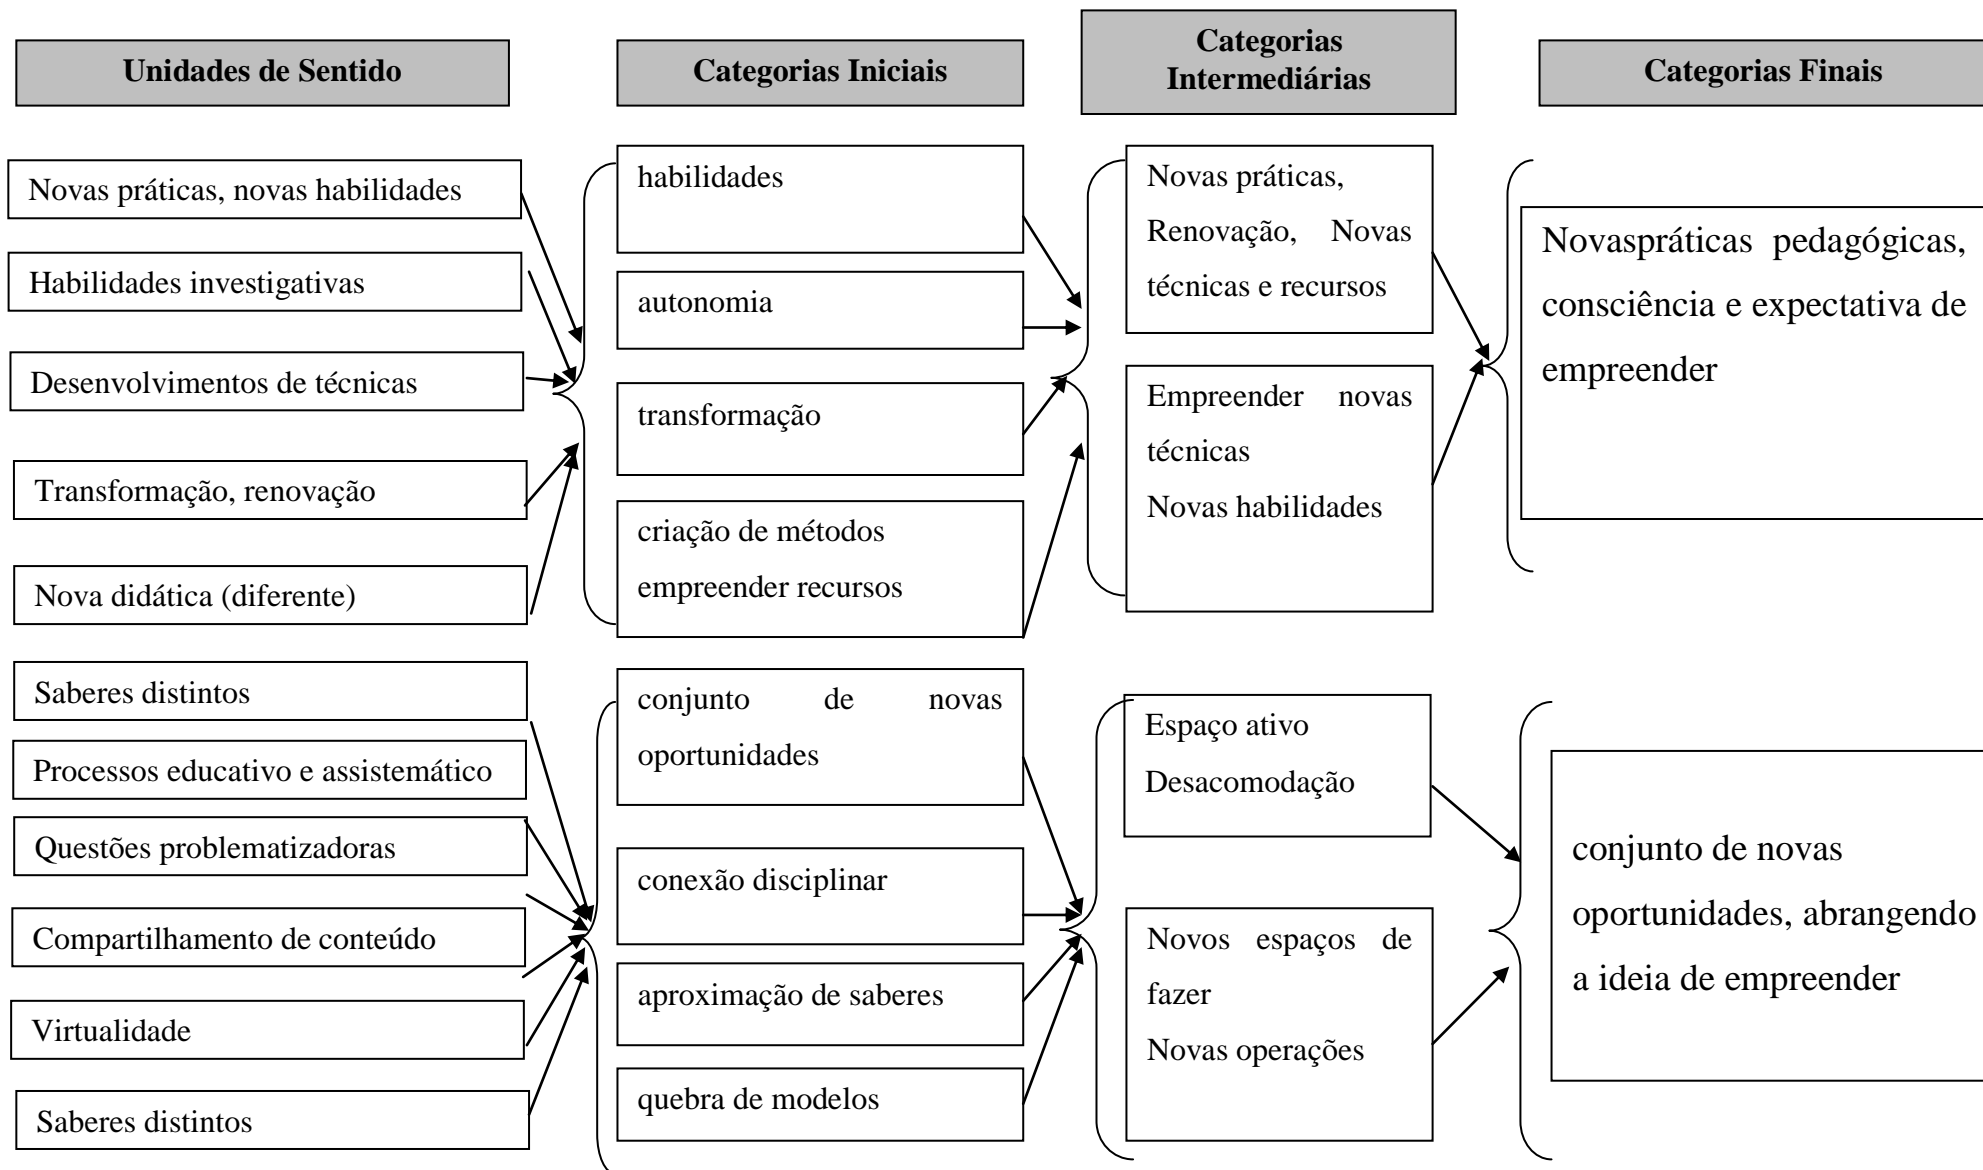 Unidades de Sentido
Categorias Iniciais
Categorias
Intermediárias
Categorias Finais
Novas práticas, novas habilidades
Habilidades investigativas
Desenvolvimentos de técnicas
Transformação, renovação
Nova didática (diferente)
habilidades
autonomia
transformação
criação de métodos
empreender recursos
Novas práticas,
Renovação, Novas
técnicas e recursos
Empreender novas
técnicas
Novas habilidades
Novaspráticas pedagógicas,
consciência e expectativa de
empreender
Saberes distintos
Processos educativo e assistemático
Questões problematizadoras
Compartilhamento de conteúdo
Virtualidade
Saberes distintos
conjunto de novas
oportunidades
conexão disciplinar
aproximação de saberes
quebra de modelos
Espaço ativo
Desacomodação
Novos espaços de
fazer
Novas operações
conjunto de novas
oportunidades, abrangendo
a ideia de empreender